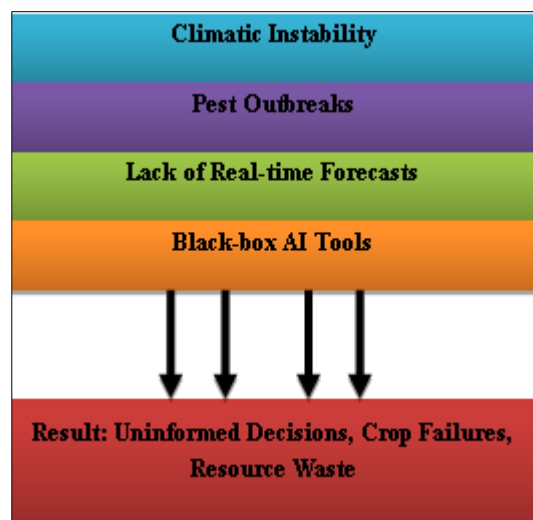 Climatic Instability
Pest Outbreaks
Lack of Real-time Forecasts
Black-box AI Tools
Result: Uninformed Decisions, Crop Failures,
Resource Waste